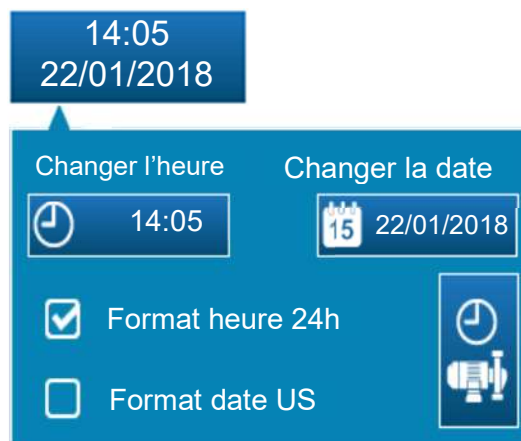 14:05
22/01/2018
Changer l’heure
Changer la date
14:05
15
22/01/2018
Format heure 24h
Format date US